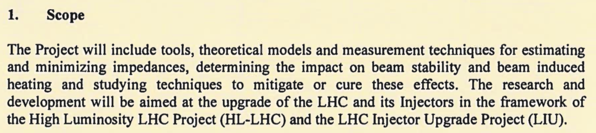 1. Scope
The Project will include tools, theoretical models and measurement techniques for estimating
and minimizing impedances, determining the impact on beam stability and beam induced
heating and studying techniques to mitigate or cure these effects. The research and
development will be aimed at the upgrade of the LHC and its Injectors in the framework of
the High Luminosity LHC Project (HL-LHC) and the LHC Injector Upgrade Project (LIU).